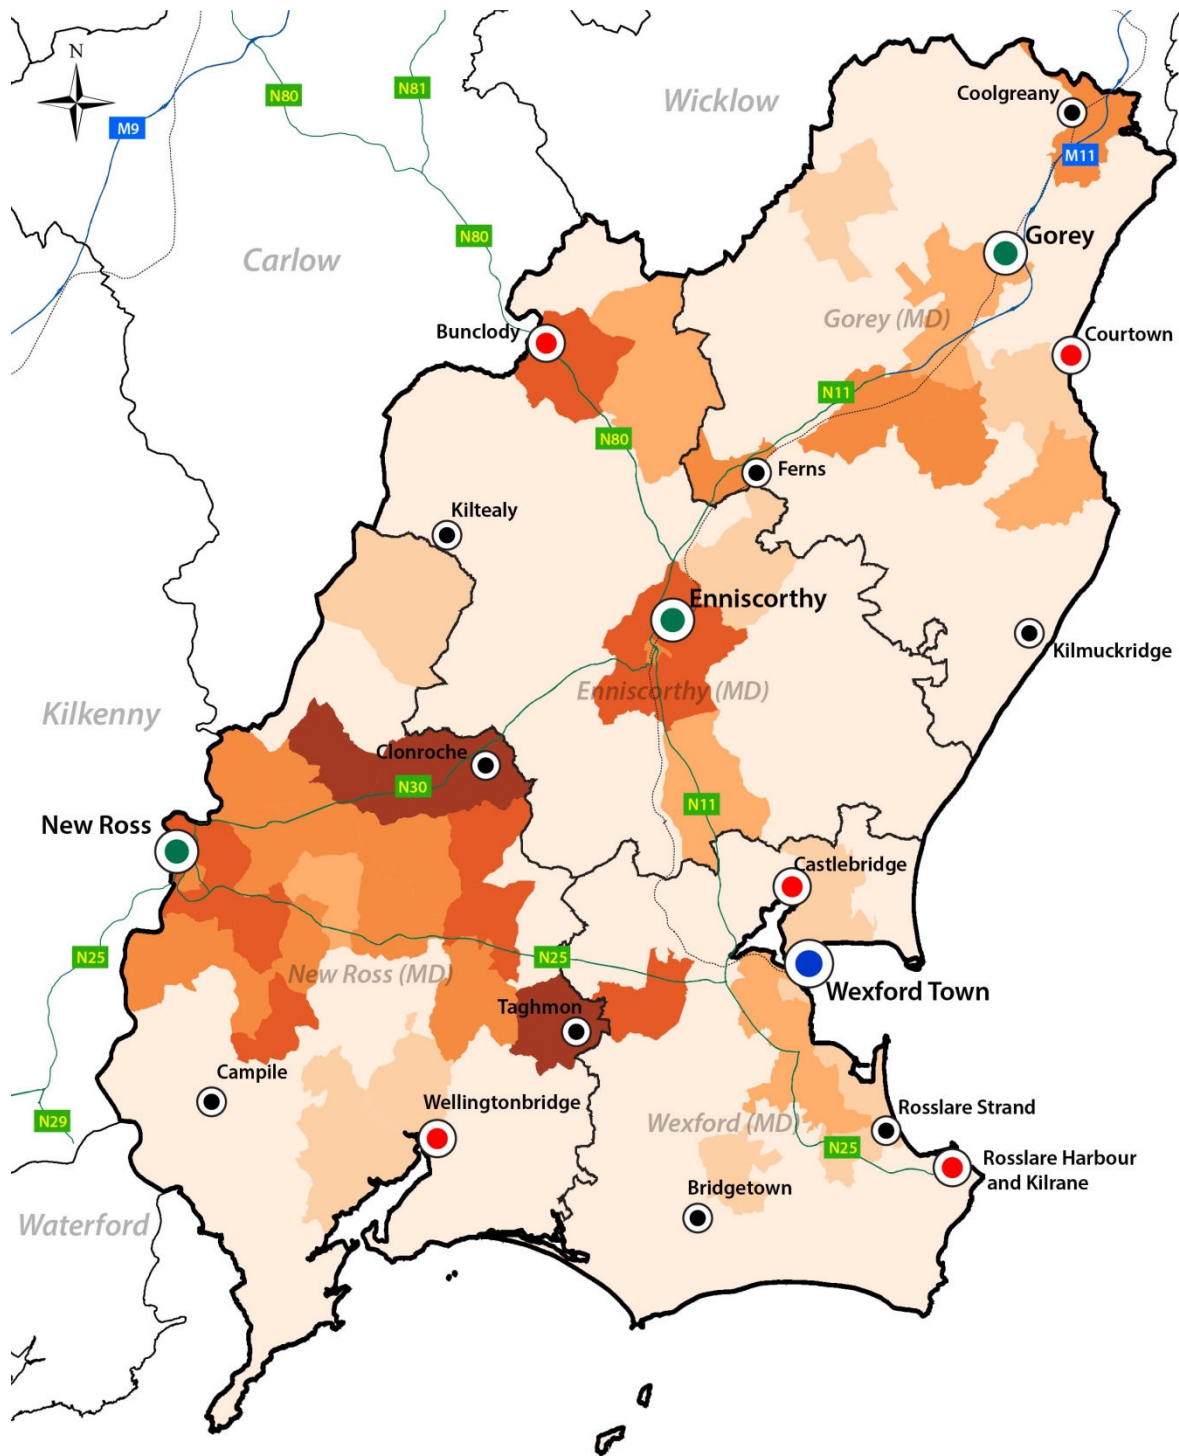 N
N80
N81
Wicklow
Coolgreany
M9
M11
Carlow
N80
Gorey
Gorey (MD)
Bunclody
Courtown
N11
N80
Ferns
Kiltealy
Enniscorthy
Kilmuckridge
Enniscorthy (MD)
Kilkenny
Clonroche
N30
N11
New Ross
Castlebridge
N25
N25
New Ross (MD)
Wexford Town
Taghmon
Campile
Wellingtonbridge
Rosslare Strand
N29
Wexford (MD)
N25
Rosslare Harbour
and Kilrane
Bridgetown
Waterford